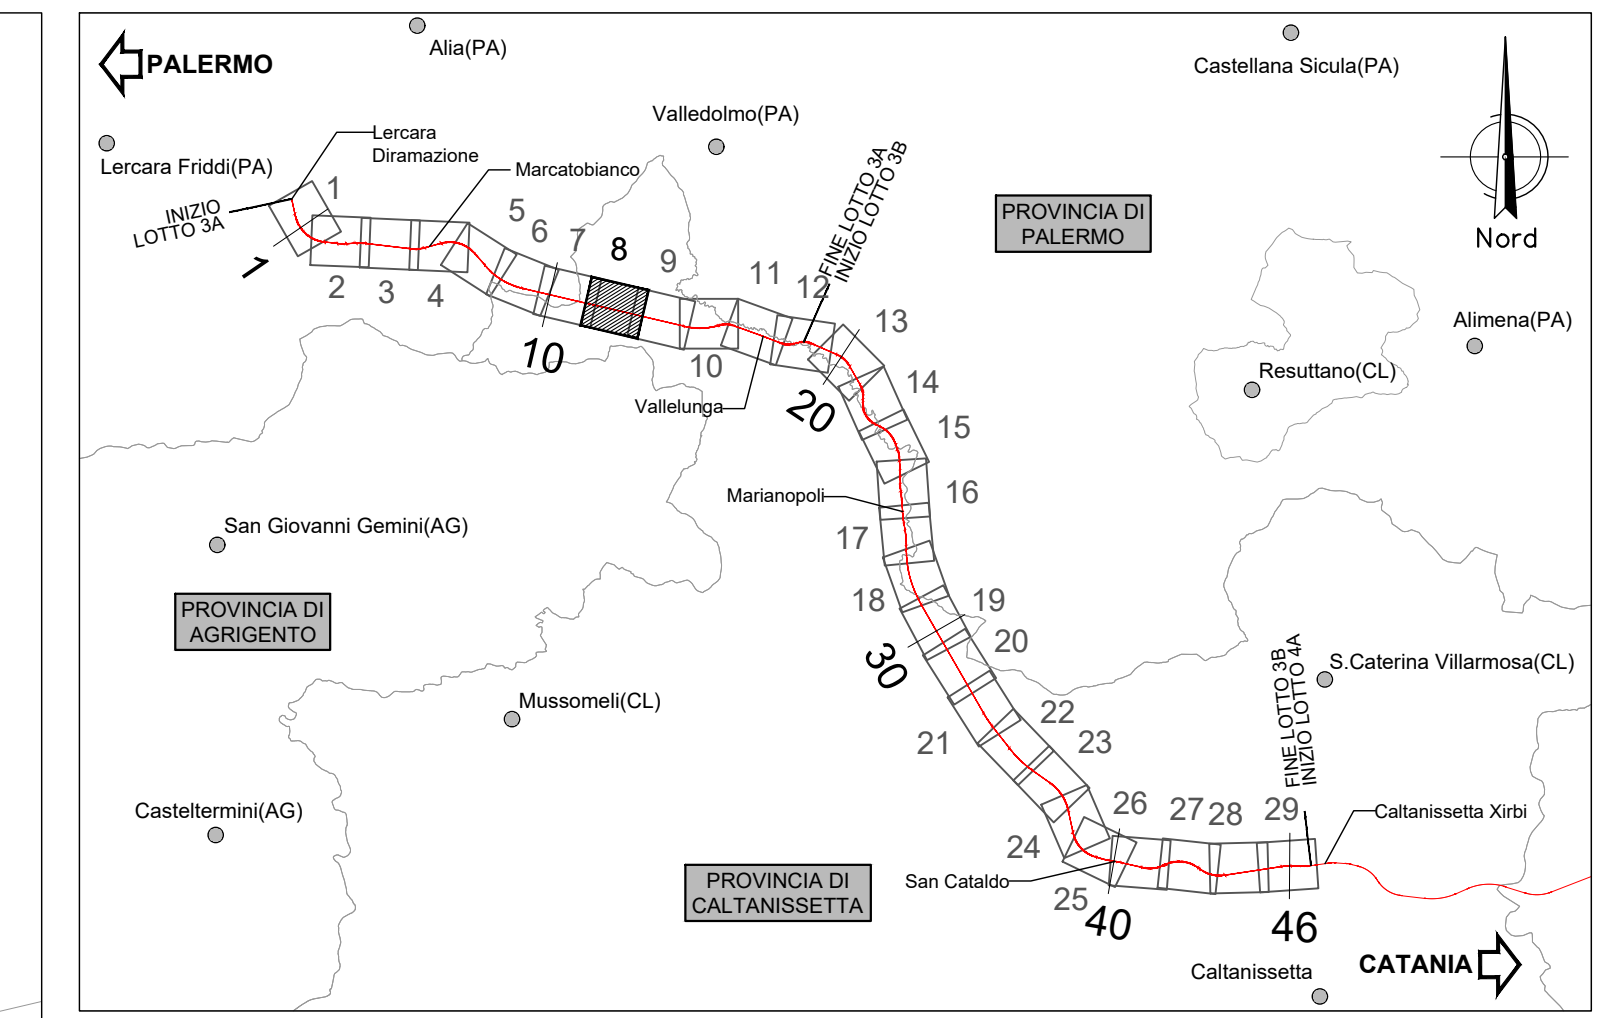 PALERMO
Alia(PA)
Castellana Sicula(PA)
Nord
Valledolmo(PA)
Lercara
Diramazione
Lercara Friddi(PA)
Marcatobianco
INIZIO
LOTTO 3A
FINE LOTTO 3A
INIZIO LOTTO 3B
PROVINCIA DI
PALERMO
1
2
3
4
5
6
7
8
9
10
11
12
13
14
15
16
17
18
19
20
21
22
23
24
25
26
27
28
29
1
10
20
30
40
46
Alimena(PA)
Resuttano(CL)
Vallelunga
Marianopoli
San Giovanni Gemini(AG)
PROVINCIA DI
AGRIGENTO
Mussomeli(CL)
S.Caterina Villarmosa(CL)
FINE LOTTO 3B
INIZIO LOTTO 4A
Casteltermini(AG)
Caltanissetta Xirbi
San Cataldo
PROVINCIA DI
CALTANISSETTA
Caltanissetta
CATANIA